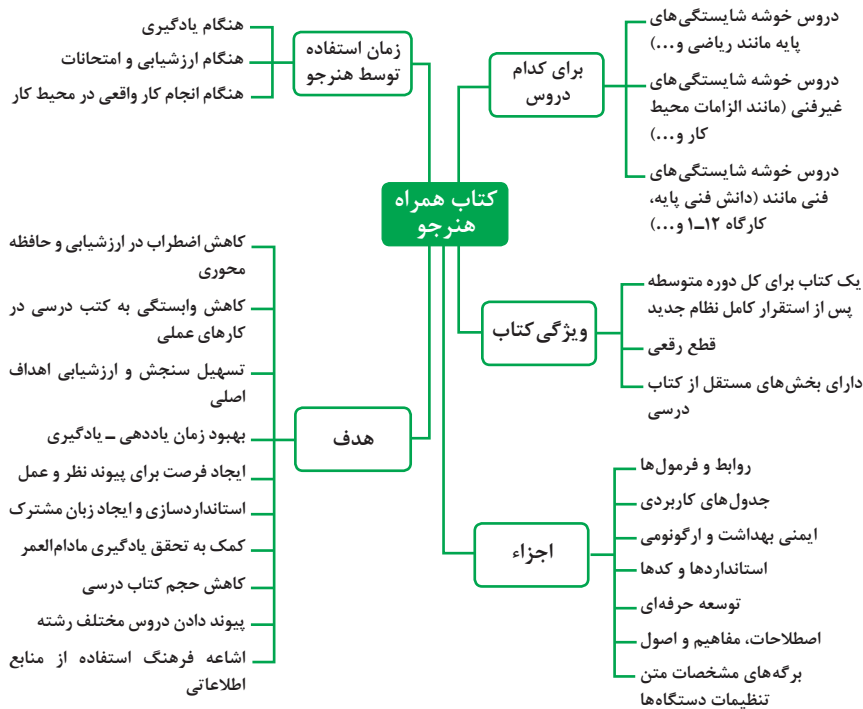 کتاب همراه
هنرجو
برای کدام
دروس
دروس خوشه شایستگی‌های
پایه مانند ریاضی و...)
دروس خوشه شایستگی‌های
غیرفنی (مانند الزامات محیط
کار و...)
دروس خوشه شایستگی‌های
فنی مانند (دانش فنی پایه،
کارگاه ۱۲ـ۱ و...)
ویژگی کتاب
یک کتاب برای کل دوره متوسطه
پس از استقرار کامل نظام جدید
قطع رقعی
دارای بخش‌های مستقل از کتاب
درسی
اجزاء
روابط و فرمول‌ها
جدول‌های کاربردی
ایمنی بهداشت و ارگونومی
استانداردها و کدها
توسعه حرفه‌ای
اصطلاحات، مفاهیم و اصول
برگه‌های مشخصات متن
تنظیمات دستگاه‌ها
زمان استفاده
توسط هنرجو
هنگام یادگیری
هنگام ارزشیابی و امتحانات
هنگام انجام کار واقعی در محیط کار
هدف
کاهش اضطراب در ارزشیابی و حافظه
محوری
کاهش وابستگی به کتب درسی در
کارهای عملی
تسهیل سنجش و ارزشیابی اهداف
اصلی
بهبود زمان یاددهی ـ یادگیری
ایجاد فرصت برای پیوند نظر و عمل
استانداردسازی و ایجاد زبان مشترک
کمک به تحقق یادگیری مادام‌العمر
کاهش حجم کتاب درسی
پیوند دادن دروس مختلف رشته
اشاعه فرهنگ استفاده از منابع
اطلاعاتی